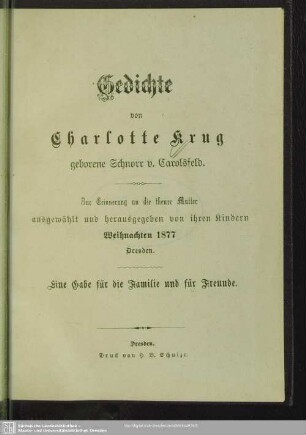 Gedichte
von
Charlotte Krug
geborene Schnorr v. Carolsfeld.
Zur Erinnerung an die theure Mutter
ausgewählt und herausgegeben von ihren Kindern
Weihnachten 1877
Dresden.
Eine Gabe für die Familie und für Freunde.
Dresden.
Druck von H. B. Schulze.